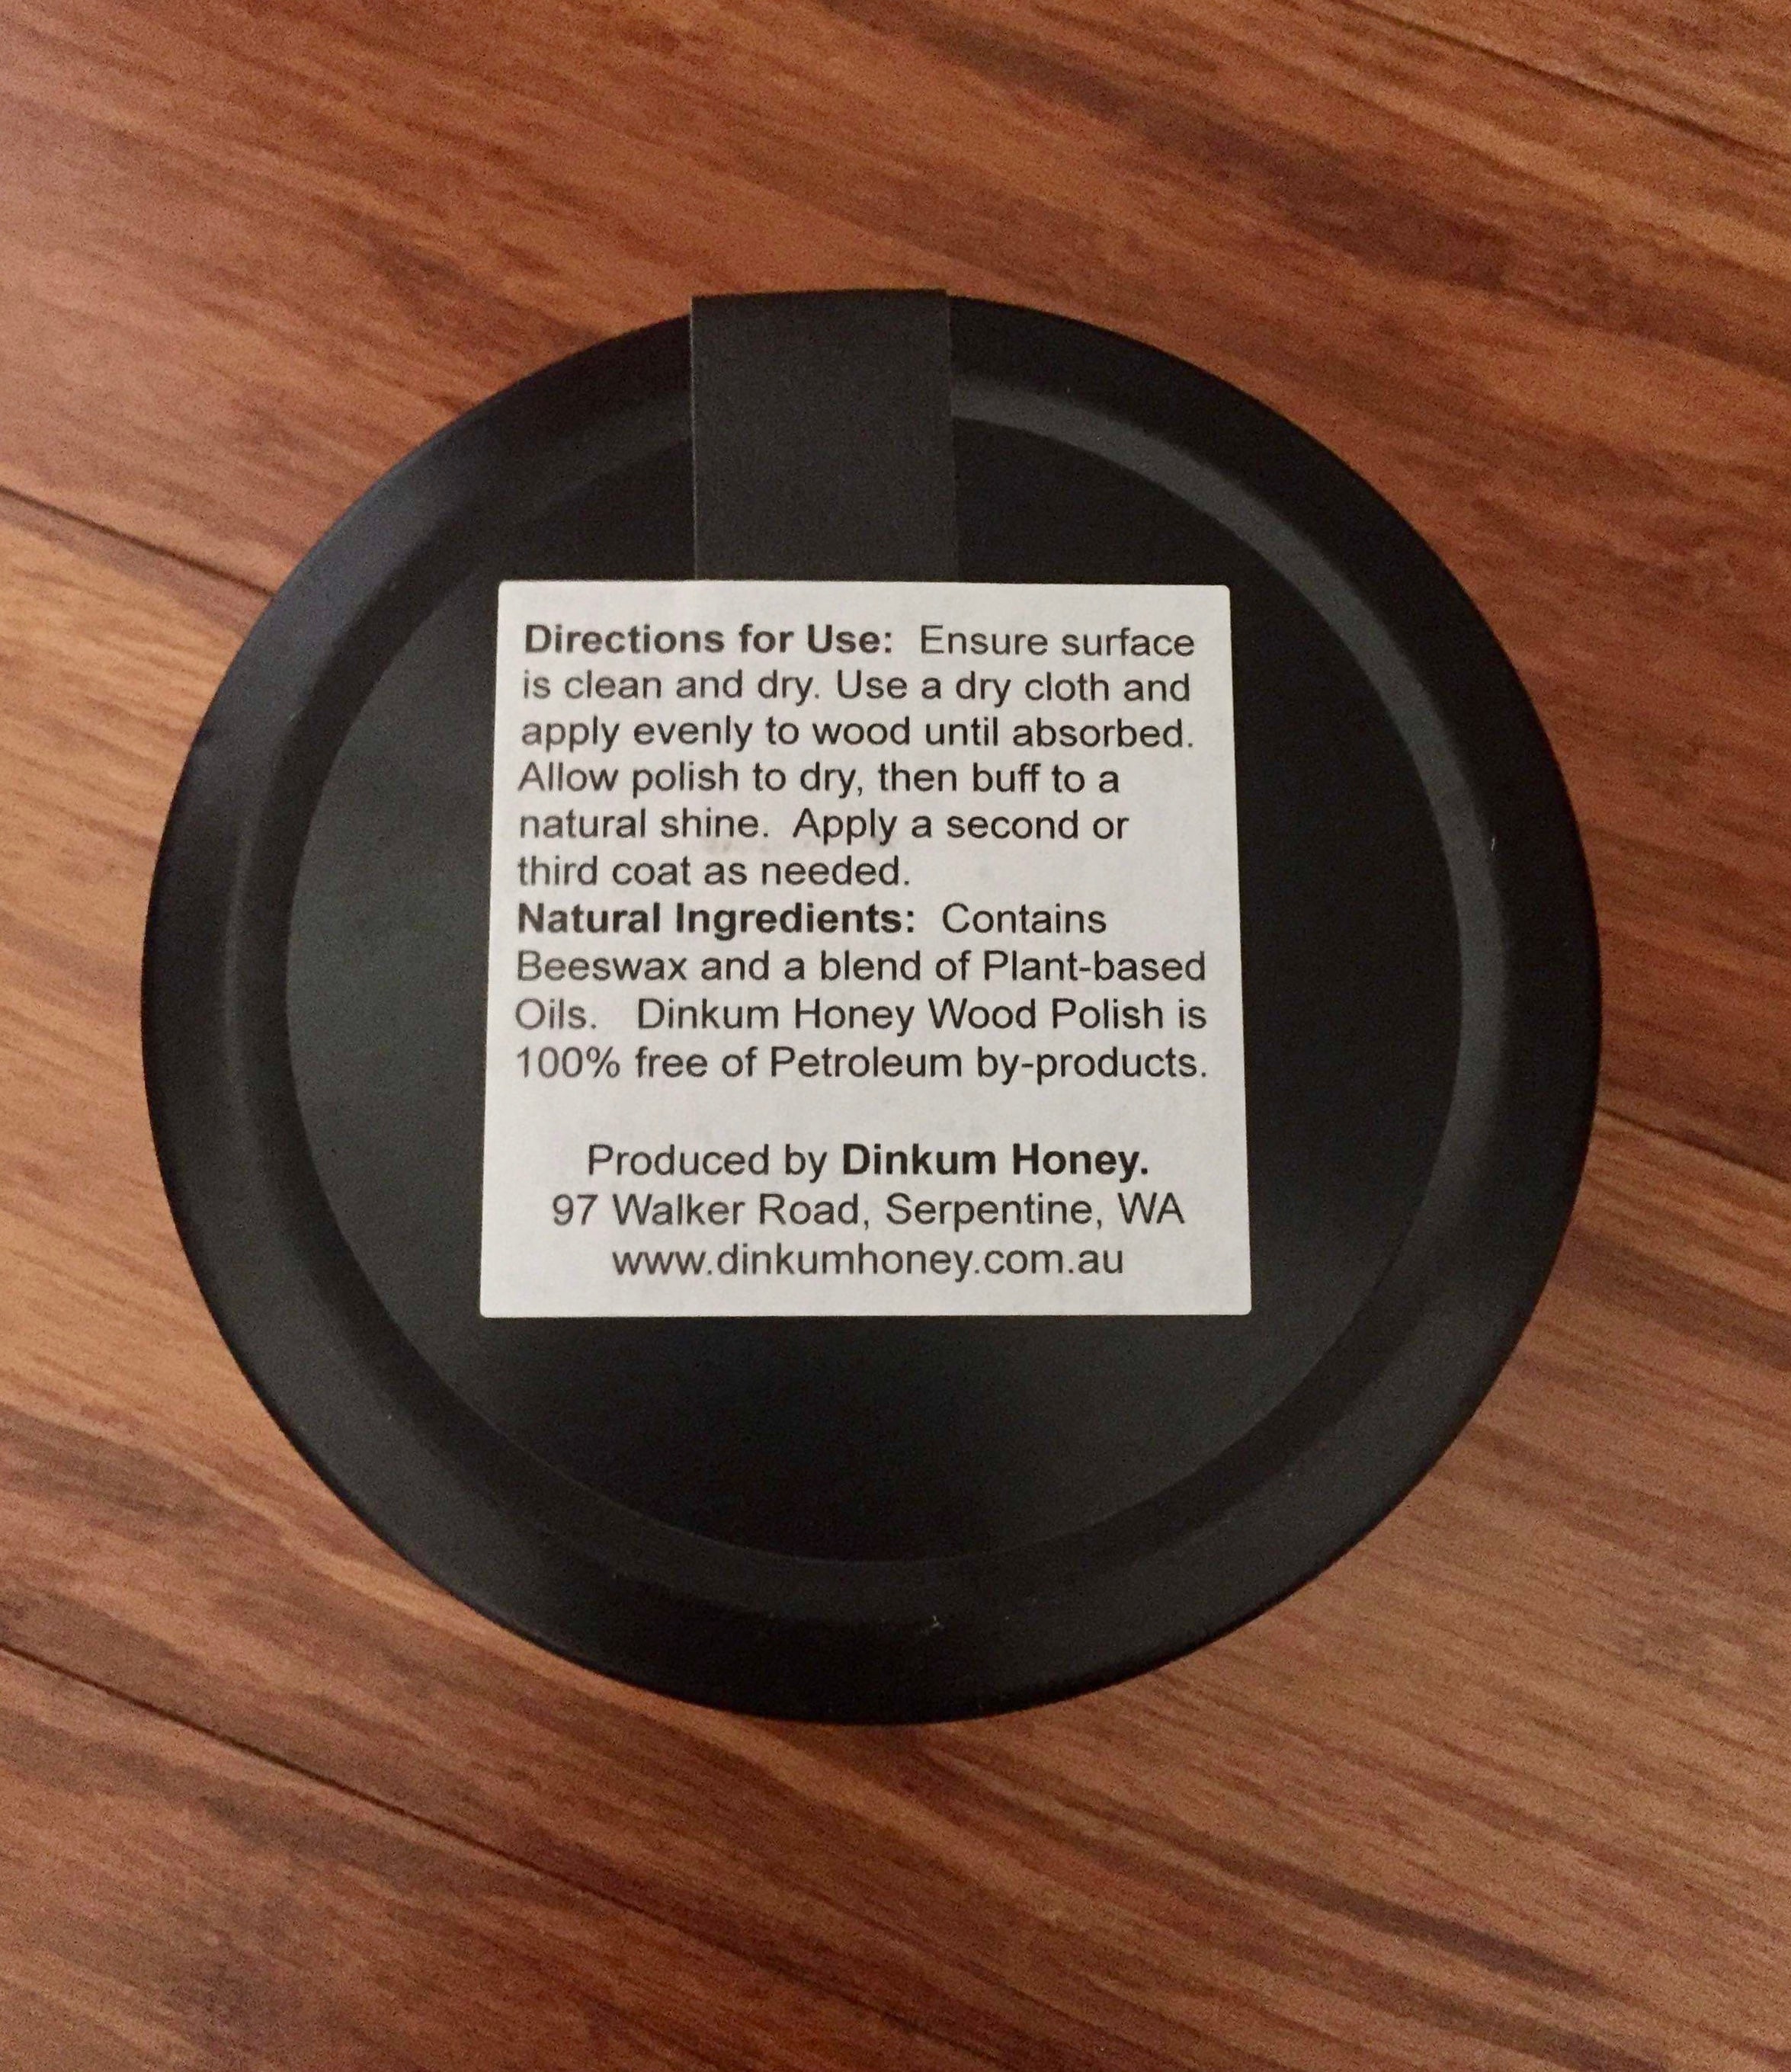 Directions for Use: Ensure surface
is clean and dry. Use a dry cloth and
apply evenly to wood until absorbed.
Allow polish to dry, then buff to a
natural shine. Apply a second or
third coat as needed.
Natural Ingredients: Contains
Beeswax and a blend of Plant-based
Oils. Dinkum Honey Wood Polish is
100% free of Petroleum by-products.
Produced by Dinkum Honey.
97 Walker Road, Serpentine, WA
www.dinkumhoney.com.au